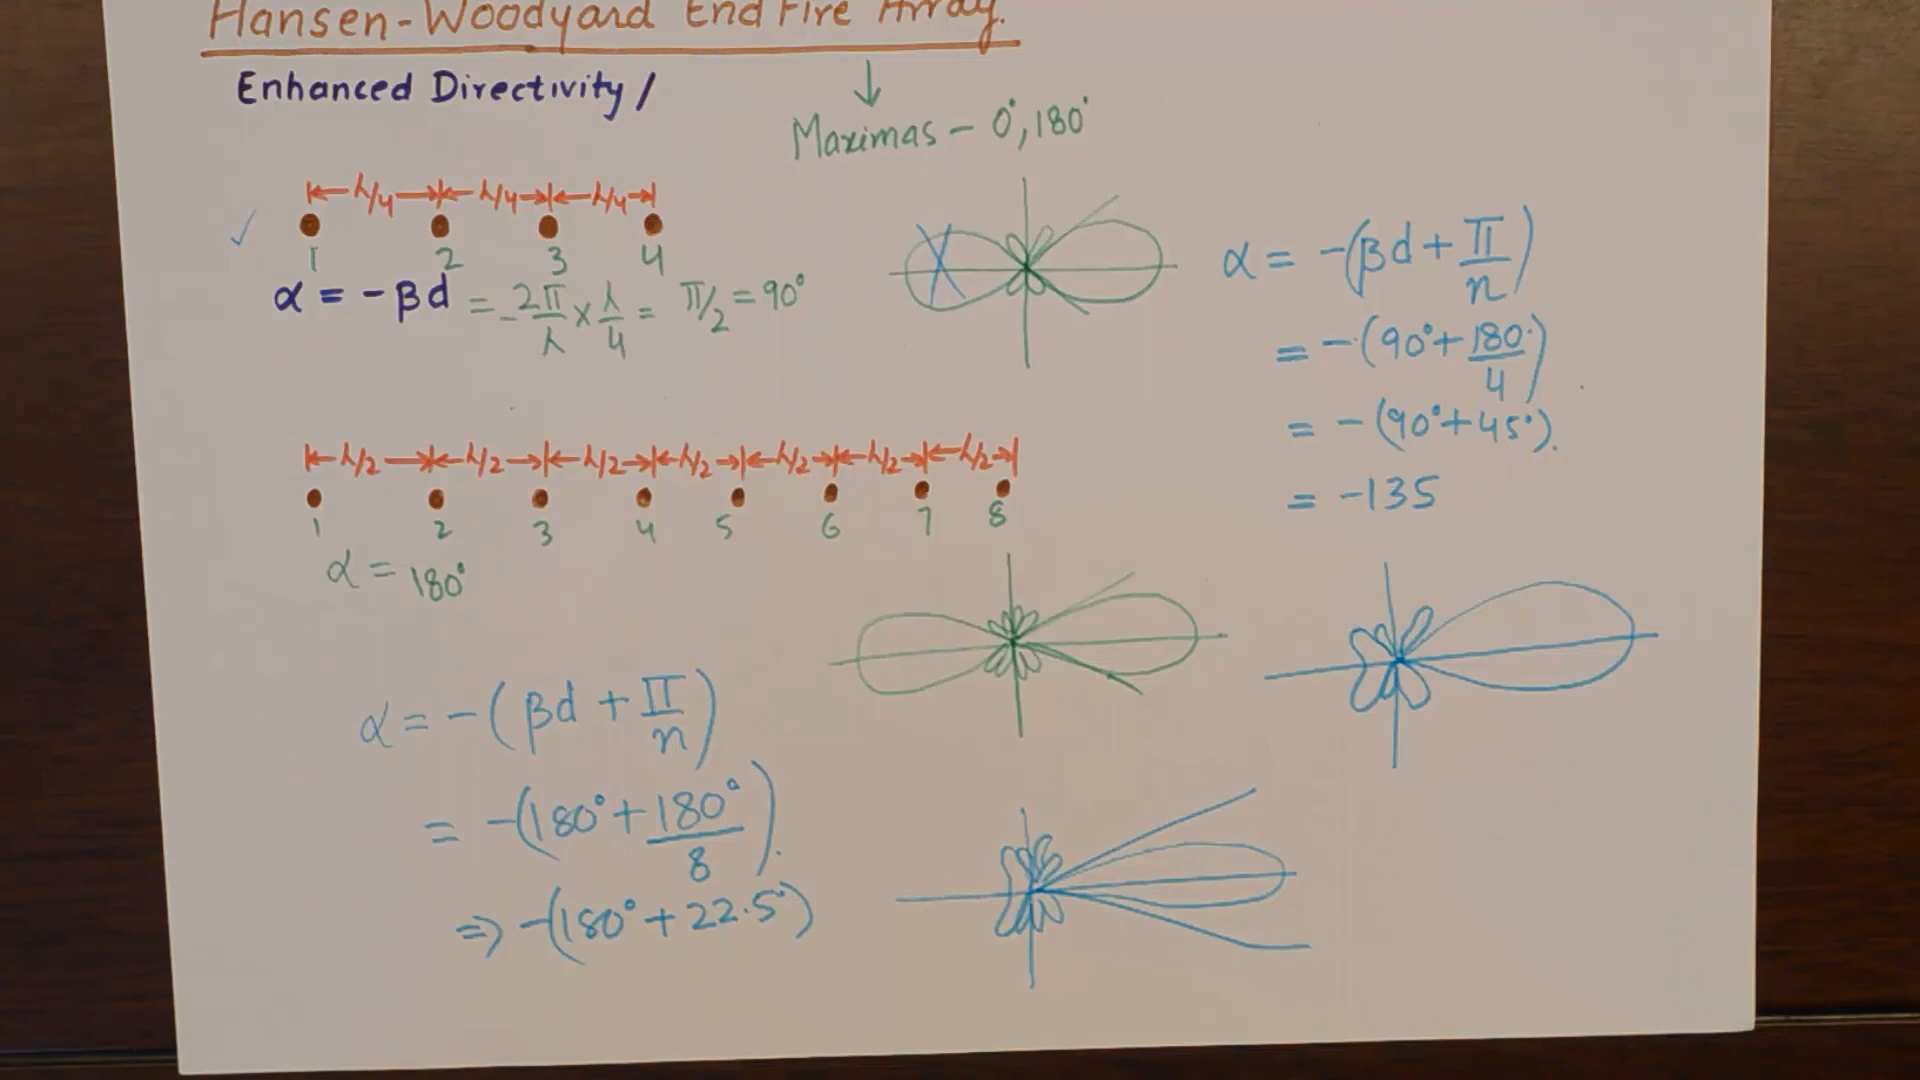 Hansen-Woodyard End Fire Array.
Enhanced Directivity /
Maximas - 0°, 180°
λ/4 λ/4 λ/4
1 2 3 4
α = -βd = -2π/λ × λ/4 = π/2 = 90°
α = -(βd + π/n)
= -(90° + 180°/4)
= -(90° + 45°).
= -135
λ/2 λ/2 λ/2 λ/2 λ/2 λ/2 λ/2
1 2 3 4 5 6 7 8
α = 180°
α = -(βd + π/n)
= -(180° + 180°/8).
⇒ -(180° + 22.5°)